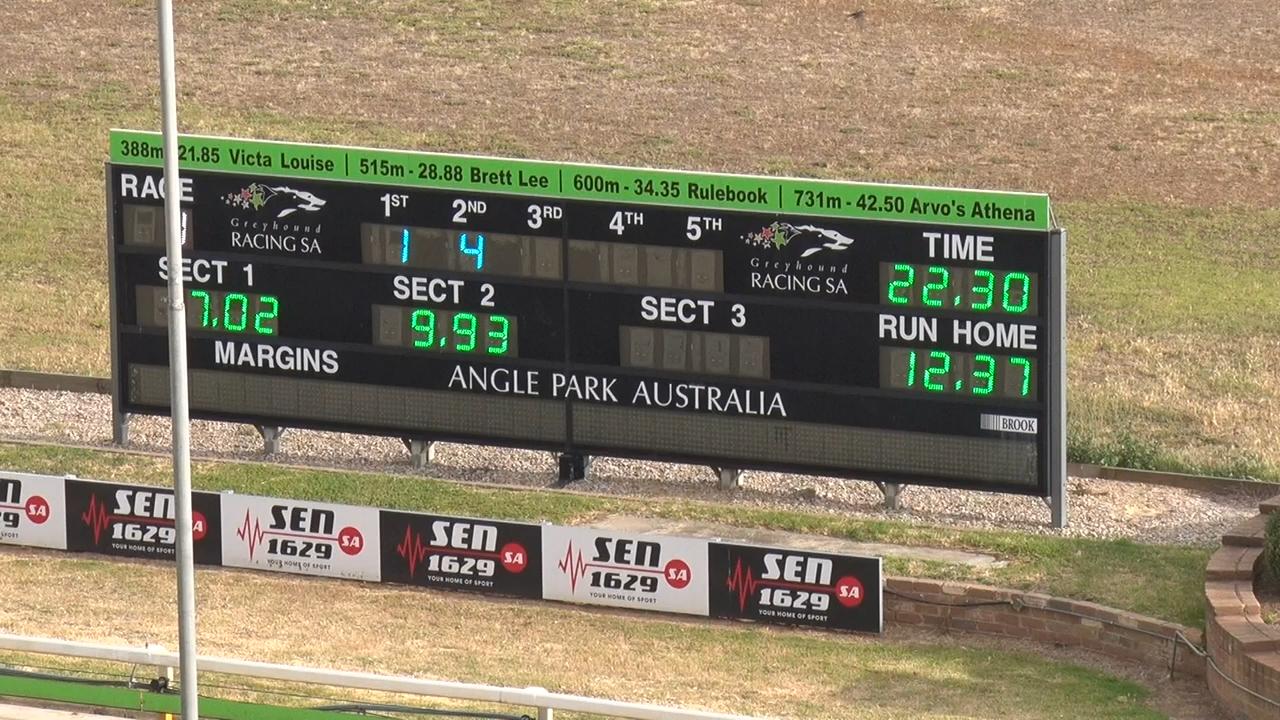 388m 21.85 Victa Louise | 515m - 28.88 Brett Lee | 600m - 34.35 Rulebook | 731m - 42.50 Arvo's Athena
RACE
Greyhound
RACING SA
1ST 2ND 3RD 4TH 5TH
1 4
Greyhound
RACING SA
TIME
22.30
SECT 1
7.02
SECT 2
9.93
SECT 3
RUN HOME
12.37
MARGINS
ANGLE PARK AUSTRALIA
BROOK
SA
SEN
1629
YOUR HOME OF SPORT
SEN
1629 SA
YOUR HOME OF SPORT
SEN
1629 SA
YOUR HOME OF SPORT
SEN
1629 SA
YOUR HOME OF SPORT
SEN
1629 SA
YOUR HOME OF SPORT